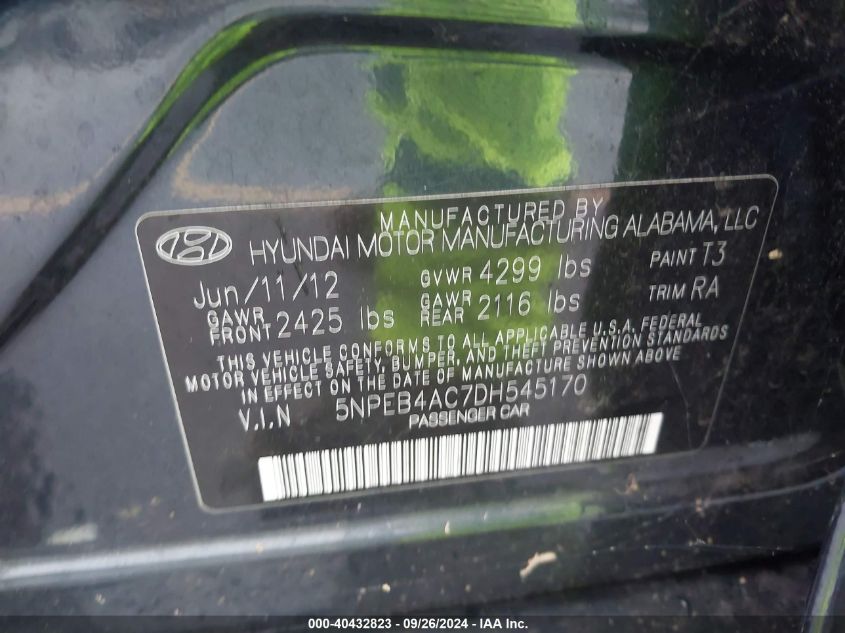 MANUFACTURED BY
HYUNDAI MOTOR MANUFACTURING ALABAMA, LLC
Jun/11/12 GVWR 4299 lbs PAINT T3
GAWR FRONT 2425 lbs GAWR REAR 2116 lbs TRIM RA
THIS VEHICLE CONFORMS TO ALL APPLICABLE U.S.A. FEDERAL
MOTOR VEHICLE SAFETY, BUMPER, AND THEFT PREVENTION STANDARDS
IN EFFECT ON THE DATE OF MANUFACTURE SHOWN ABOVE
V.I.N 5NPEB4AC7DH545170
PASSENGER CAR
000-40432823 - 09/26/2024 - IAA Inc.